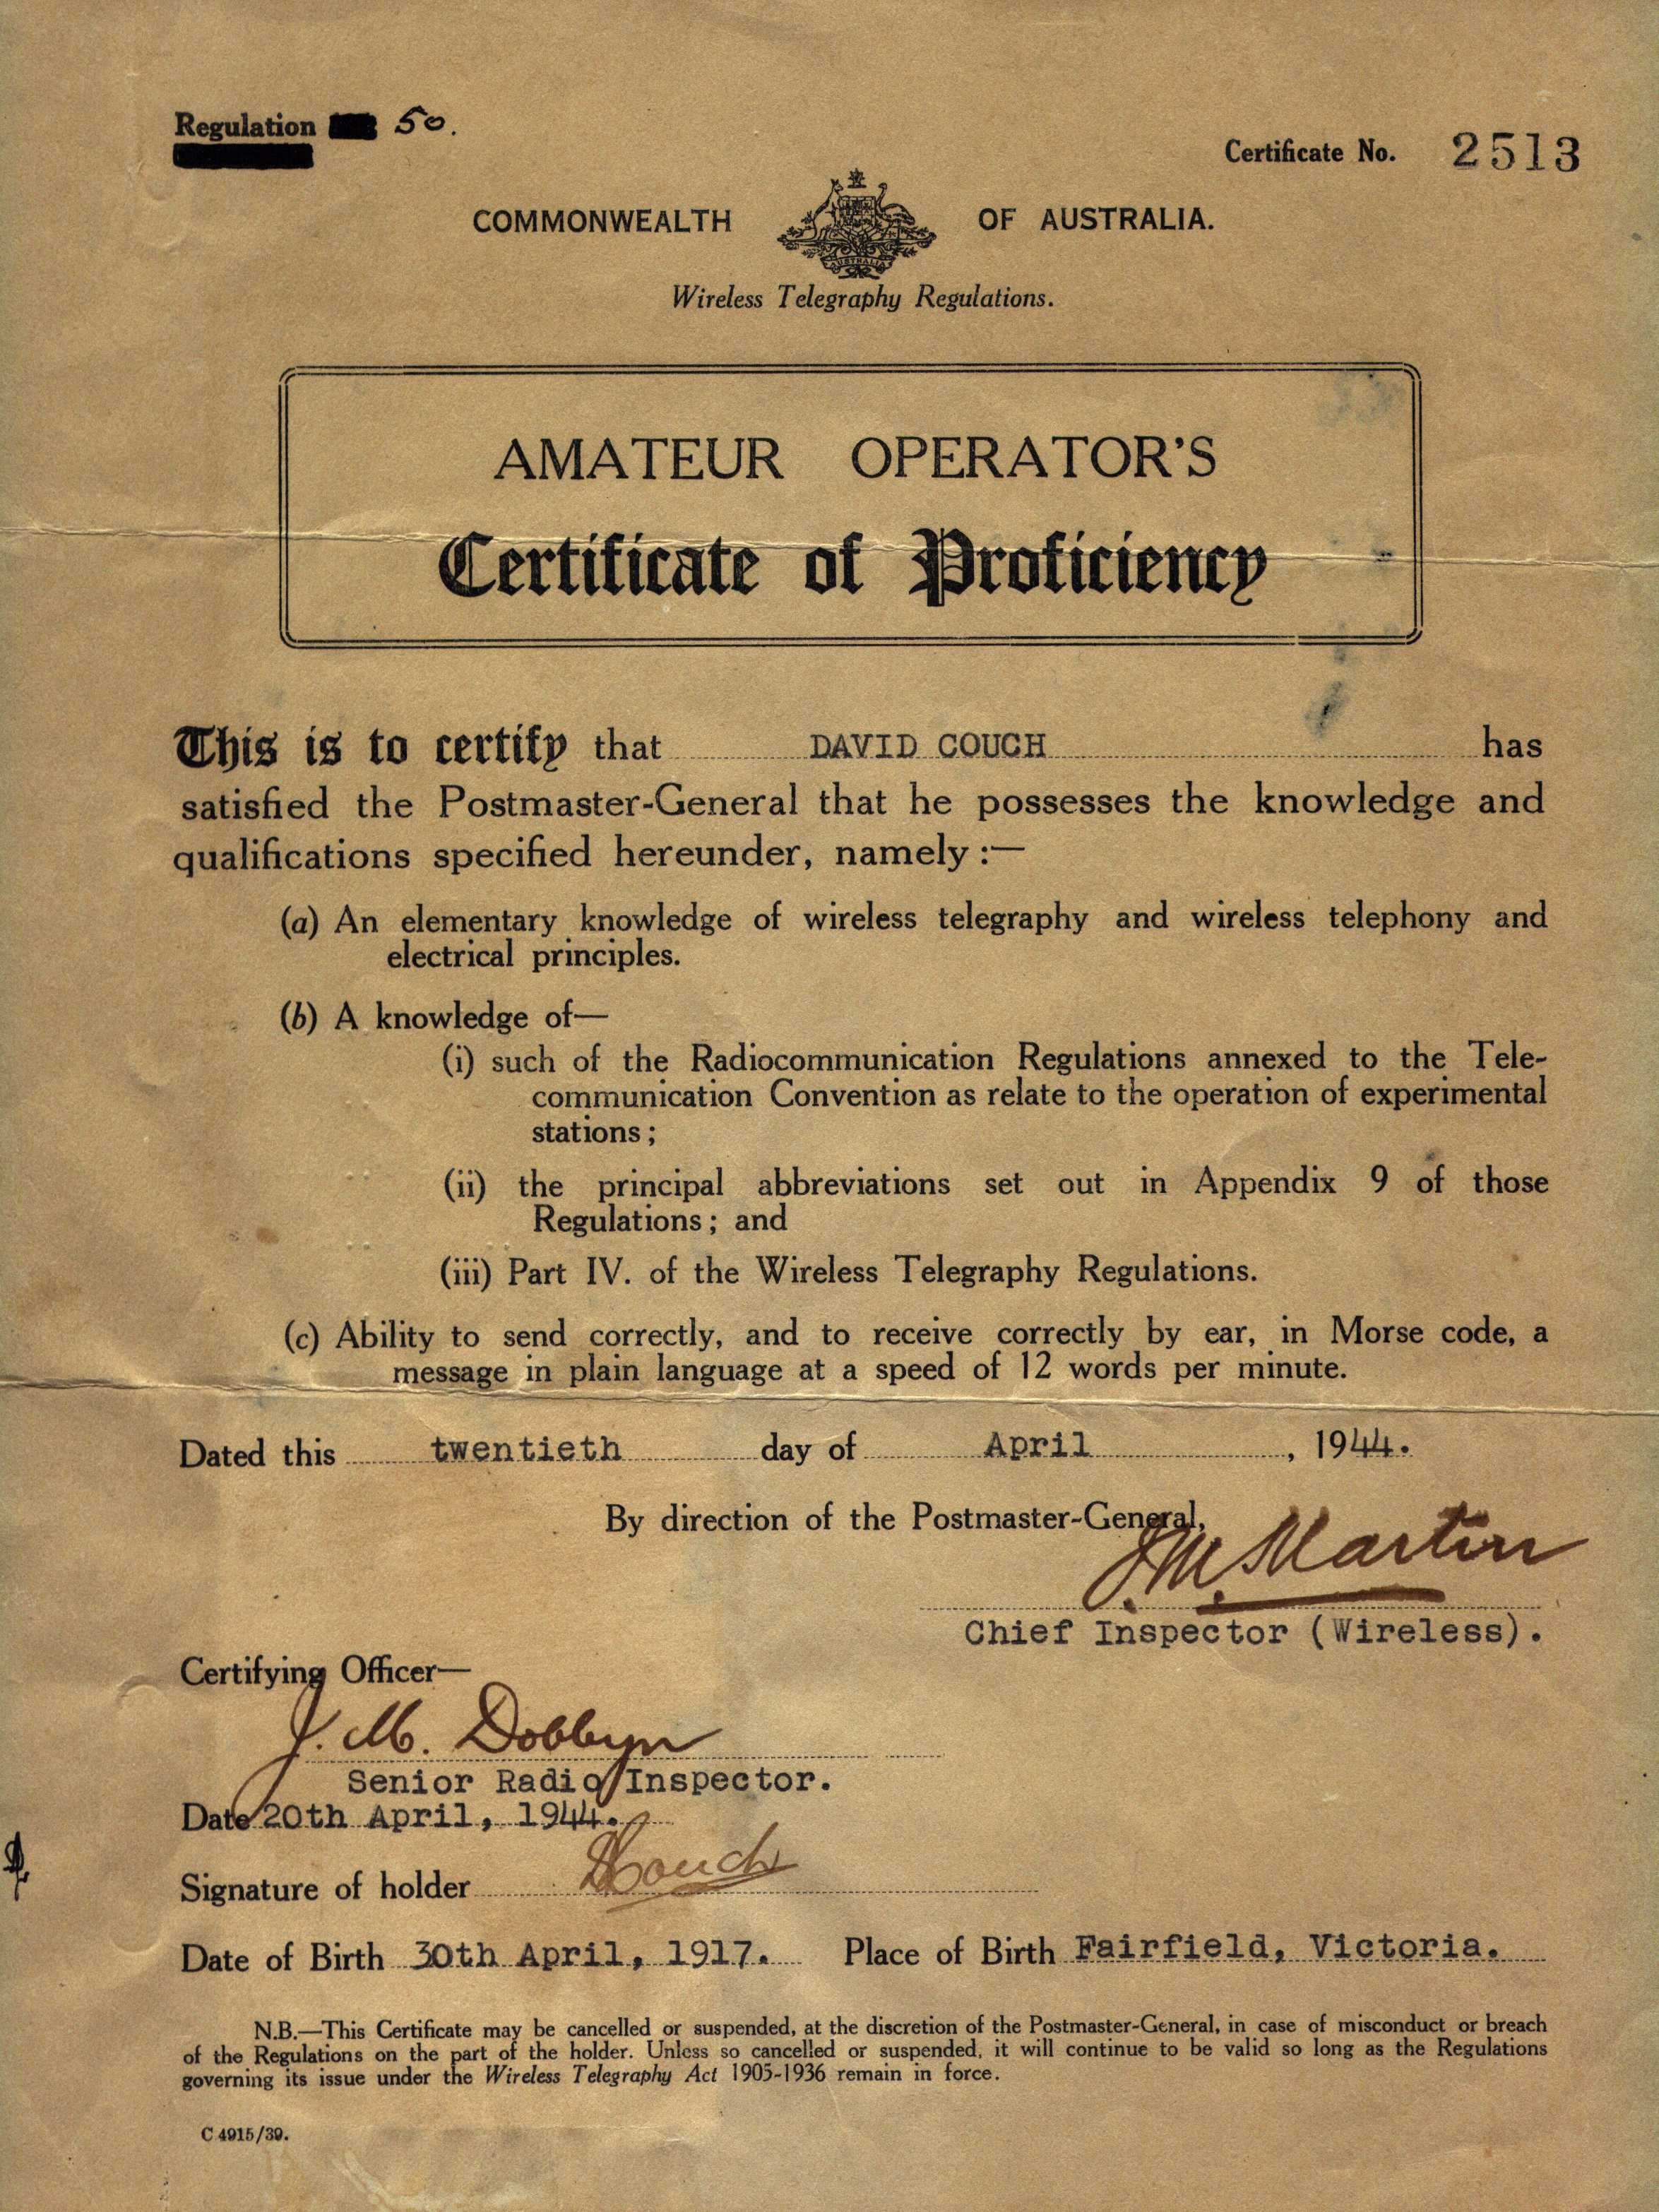 Regulation 50.
Certificate No. 2513
COMMONWEALTH OF AUSTRALIA.
AUSTRALIA
Wireless Telegraphy Regulations.
AMATEUR OPERATOR'S
Certificate of Proficiency
This is to certify that DAVID COUCH has
satisfied the Postmaster-General that he possesses the knowledge and
qualifications specified hereunder, namely :—
(a) An elementary knowledge of wireless telegraphy and wireless telephony and
electrical principles.
(b) A knowledge of—
(i) such of the Radiocommunication Regulations annexed to the Tele-
communication Convention as relate to the operation of experimental
stations ;
(ii) the principal abbreviations set out in Appendix 9 of those
Regulations ; and
(iii) Part IV. of the Wireless Telegraphy Regulations.
(c) Ability to send correctly, and to receive correctly by ear, in Morse code, a
message in plain language at a speed of 12 words per minute.
Dated this twentieth day of April, 1944.
By direction of the Postmaster-General,
J.M. Martin
Chief Inspector (Wireless).
Certifying Officer—
J. M. Dobbyn
Senior Radio Inspector.
Date 20th April, 1944.
Signature of holder DCouch
Date of Birth 30th April, 1917. Place of Birth Fairfield, Victoria.
N.B.—This Certificate may be cancelled or suspended, at the discretion of the Postmaster-General, in case of misconduct or breach
of the Regulations on the part of the holder. Unless so cancelled or suspended, it will continue to be valid so long as the Regulations
governing its issue under the Wireless Telegraphy Act 1905-1936 remain in force.
C 4915/39.